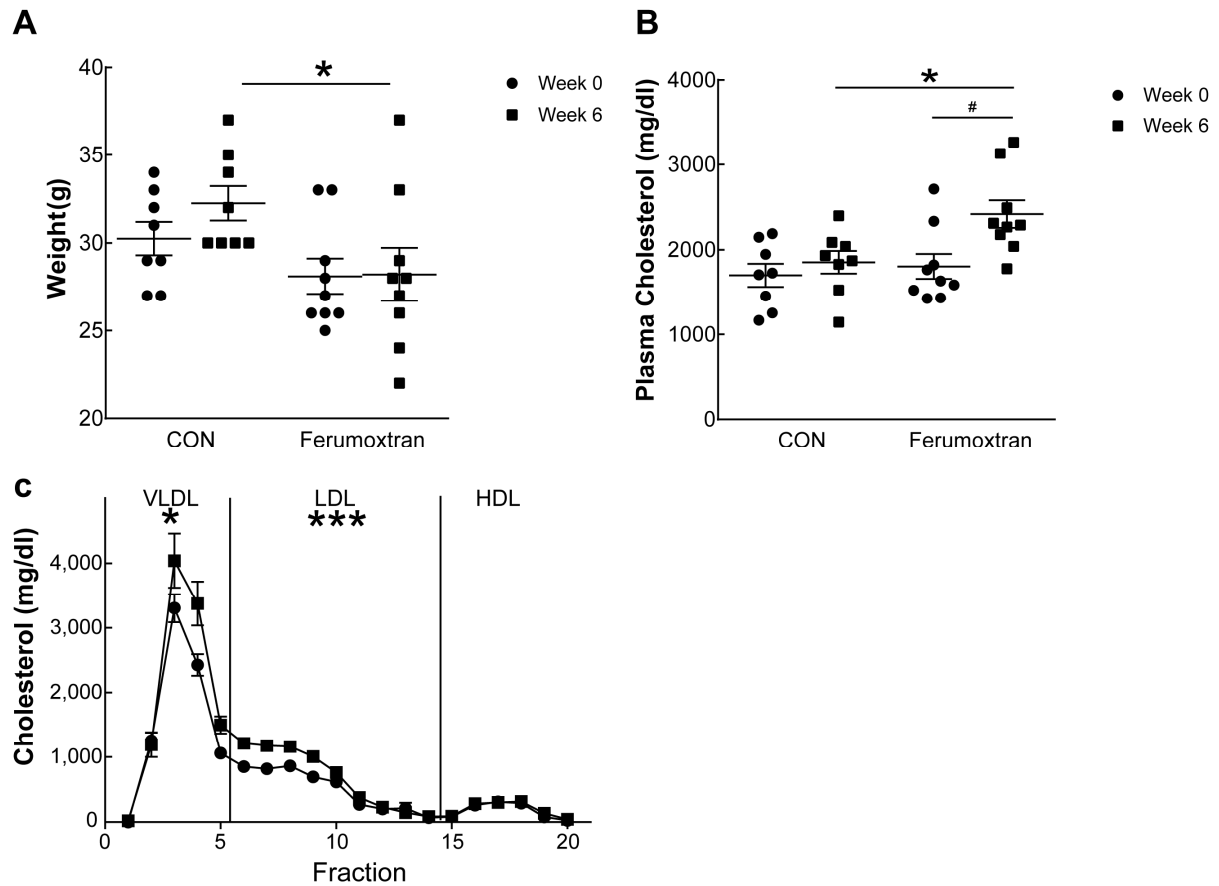 A
Weight(g)
40
35
30
25
20
*
Week 0
Week 6
CON
Ferumoxtran
B
Plasma Cholesterol (mg/dl)
4000
3000
2000
1000
0
*
#
Week 0
Week 6
CON
Ferumoxtran
c
Cholesterol (mg/dl)
4,000
3,000
2,000
1,000
0
VLDL
*
LDL
***
HDL
0 5 10 15 20
Fraction